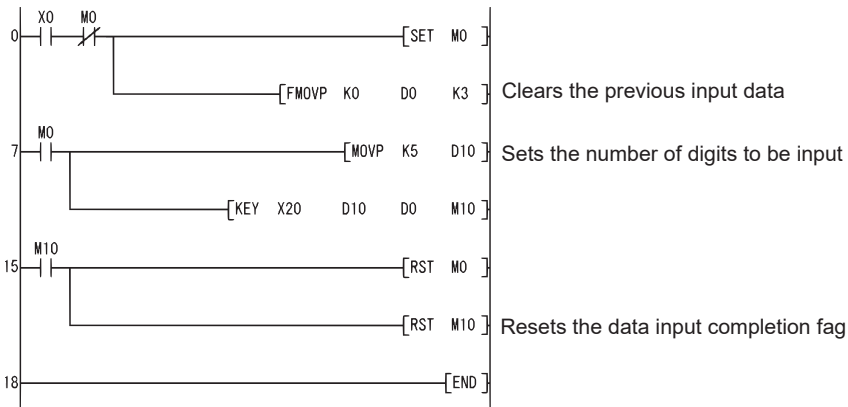 X0 M0
0 [SET M0 ]
[FMOVP K0 D0 K3 ] Clears the previous input data
M0
7 [MOVP K5 D10 ] Sets the number of digits to be input
[KEY X20 D10 D0 M10 ]
M10
15 [RST M0 ]
[RST M10 ] Resets the data input completion fag
18 [END ]